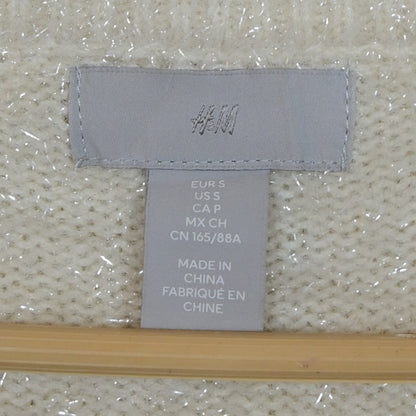 H&M
EUR S
US S
CA P
MX CH
CN 165/88A
MADE IN
CHINA
FABRIQUÉ EN
CHINE